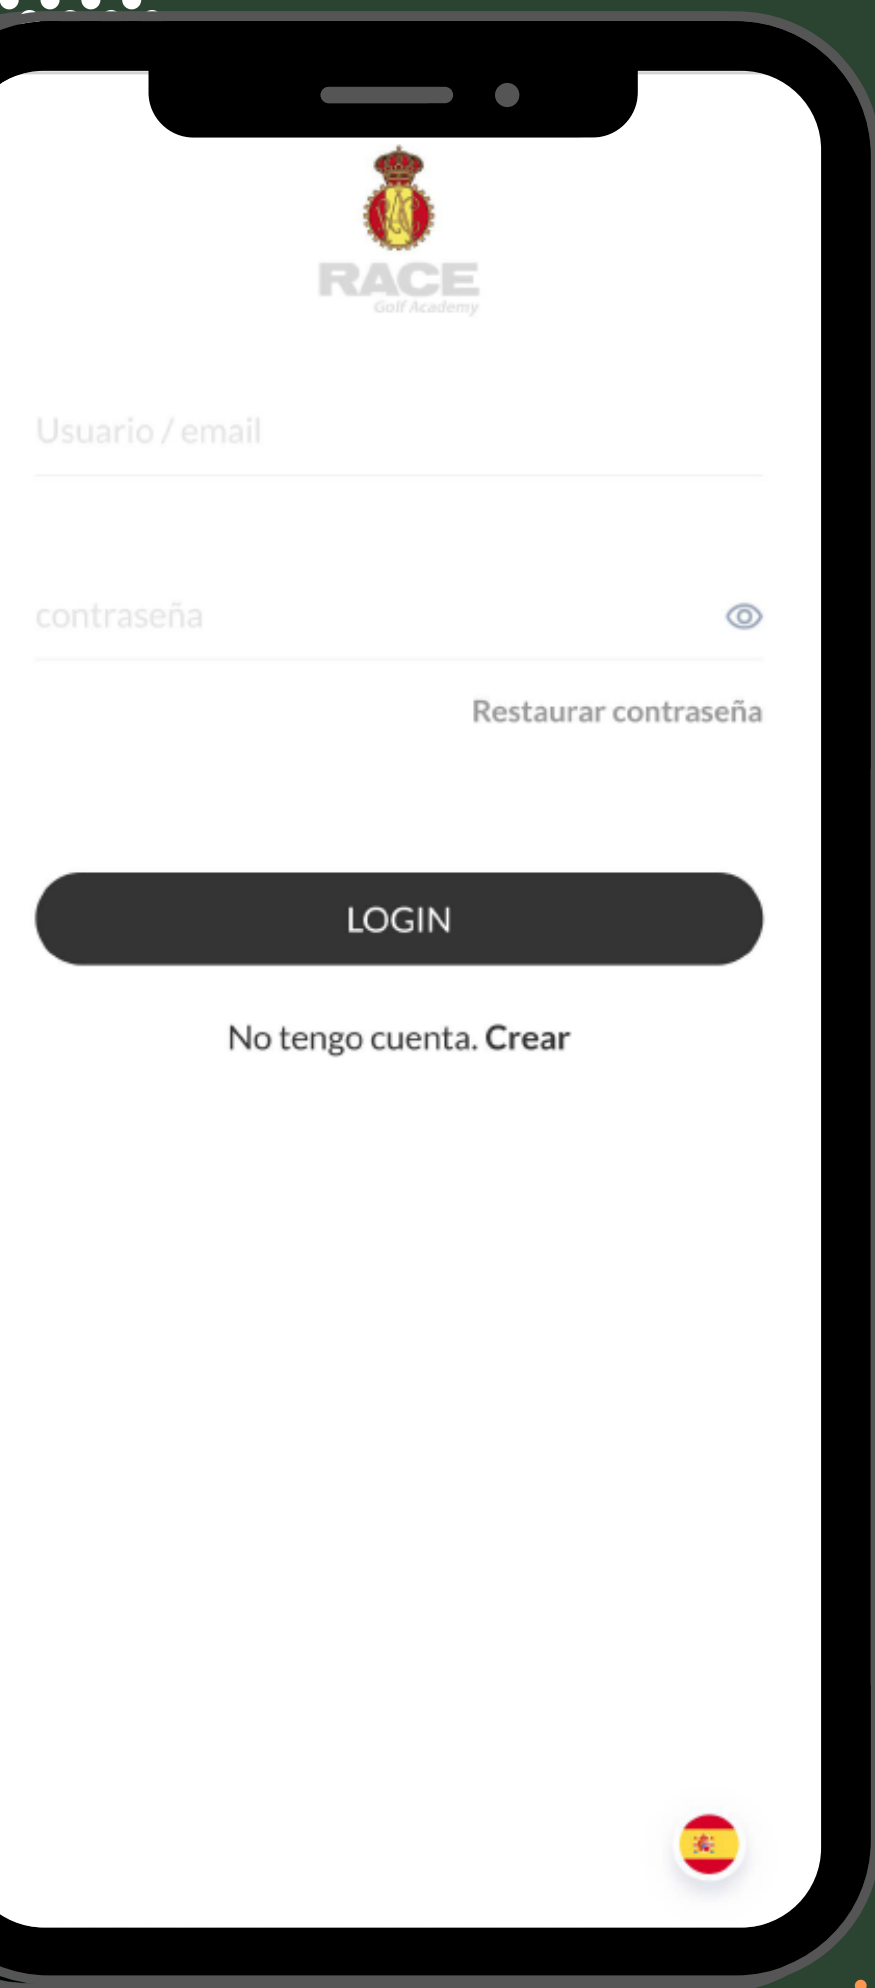 RACE
Golf Academy
Usuario / email
contraseña
Restaurar contraseña
LOGIN
No tengo cuenta. Crear